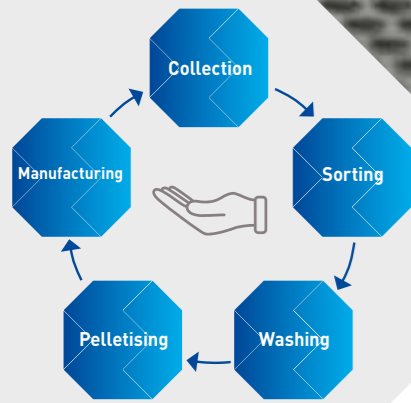 Collection
Sorting
Washing
Pelletising
Manufacturing